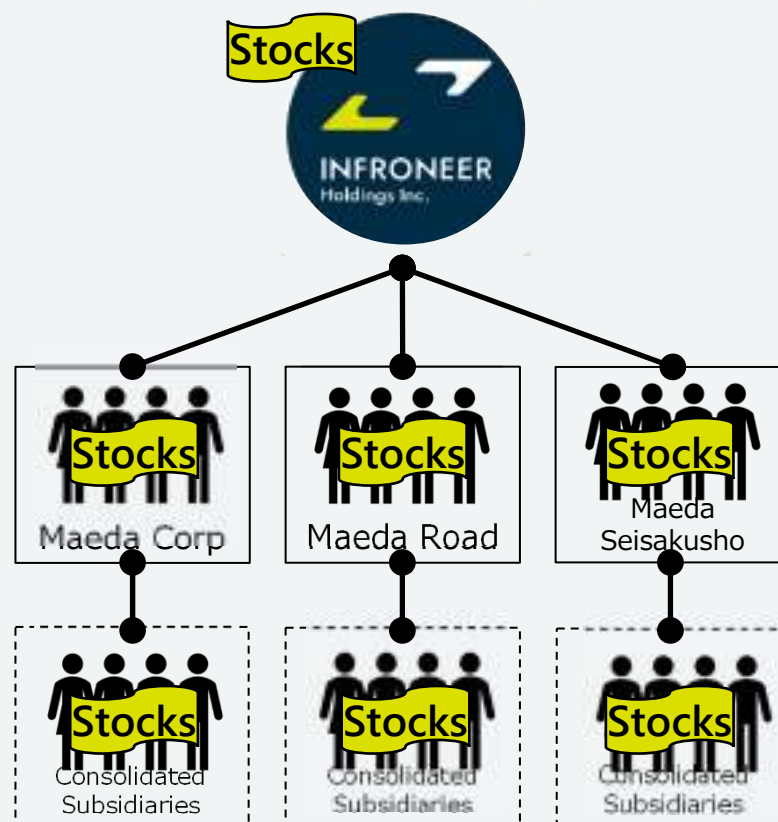 Stocks
INFRONEER
Holdings Inc.
Stocks
Maeda Corp
Stocks
Maeda Road
Stocks
Maeda
Seisakusho
Stocks
Consolidated
Subsidiaries
Stocks
Consolidated
Subsidiaries
Stocks
Consolidated
Subsidiaries